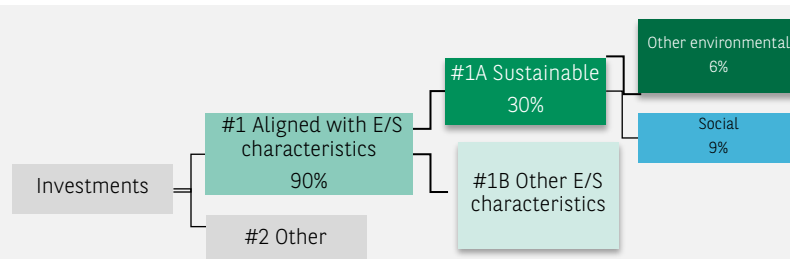 Other environmental
6%
#1A Sustainable
30%
Social
9%
#1 Aligned with E/S
characteristics
90%
#1B Other E/S
characteristics
Investments
#2 Other